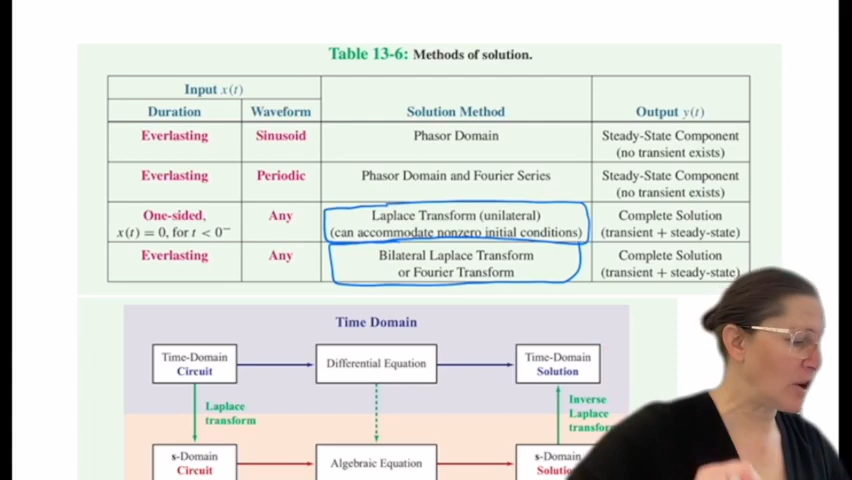 Table 13-6: Methods of solution.
Input x(t)
Duration Waveform Solution Method Output y(t)
Everlasting Sinusoid Phasor Domain Steady-State Component
(no transient exists)
Everlasting Periodic Phasor Domain and Fourier Series Steady-State Component
(no transient exists)
One-sided, Any Laplace Transform (unilateral) Complete Solution
x(t) = 0, for t < 0⁻ (can accommodate nonzero initial conditions) (transient + steady-state)
Everlasting Any Bilateral Laplace Transform Complete Solution
or Fourier Transform (transient + steady-state)
Time Domain
Time-Domain Differential Equation Time-Domain
Circuit Solution
Laplace Inverse
transform Laplace
s-Domain Algebraic Equation s-Domain
Circuit